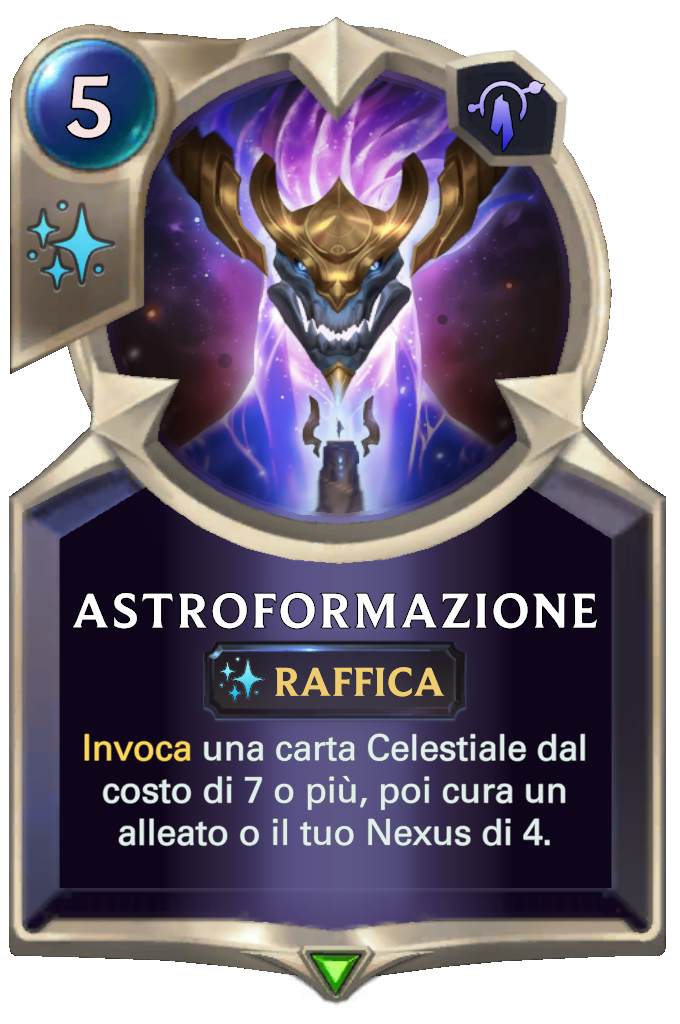 5
ASTROFORMAZIONE
RAFFICA
Invoca una carta Celestiale dal
costo di 7 o più, poi cura un
alleato o il tuo Nexus di 4.